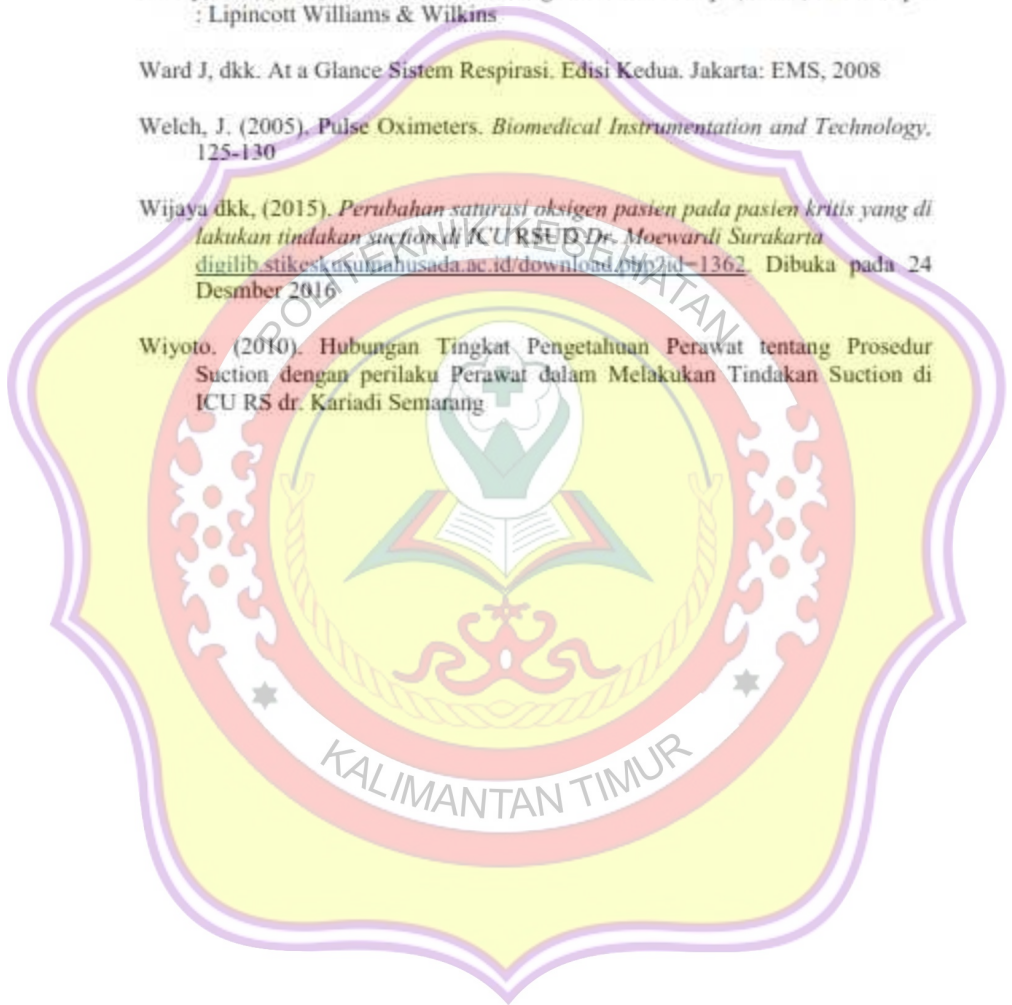 : Lipincott Williams & Wilkins
Ward J, dkk. At a Glance Sistem Respirasi. Edisi Kedua. Jakarta: EMS, 2008
Welch, J. (2005). Pulse Oximeters. Biomedical Instrumentation and Technology,
125-130
Wijaya dkk, (2015). Perubahan saturasi oksigen pasien pada pasien kritis yang di
lakukan tindakan suction di ICU RSUD Dr. Moewardi Surakarta
digilib.stikeskusumahusada.ac.id/download.php?id=1362. Dibuka pada 24
Desmber 2016
Wiyoto. (2010). Hubungan Tingkat Pengetahuan Perawat tentang Prosedur
Suction dengan perilaku Perawat dalam Melakukan Tindakan Suction di
ICU RS dr. Kariadi Semarang
POLITEKNIK KESEHATAN
KALIMANTAN TIMUR